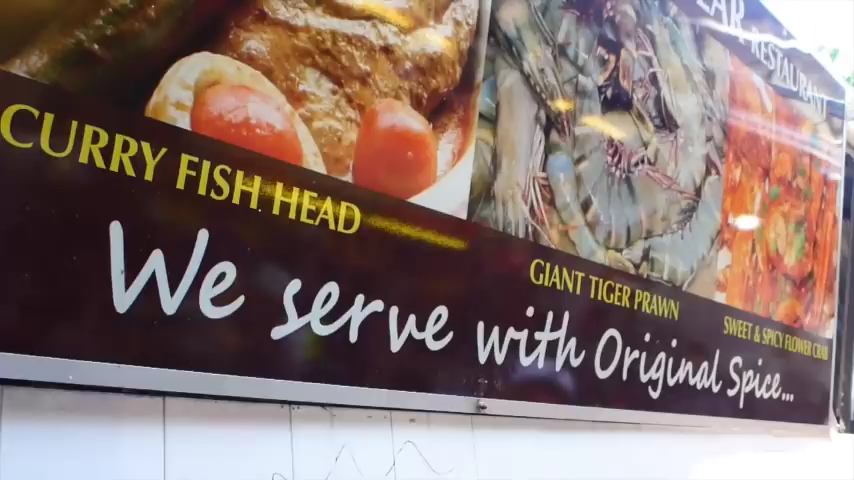 RESTAURANT
CURRY FISH HEAD
GIANT TIGER PRAWN
SWEET & SPICY FLOWER CRAB
We serve with Original Spice...